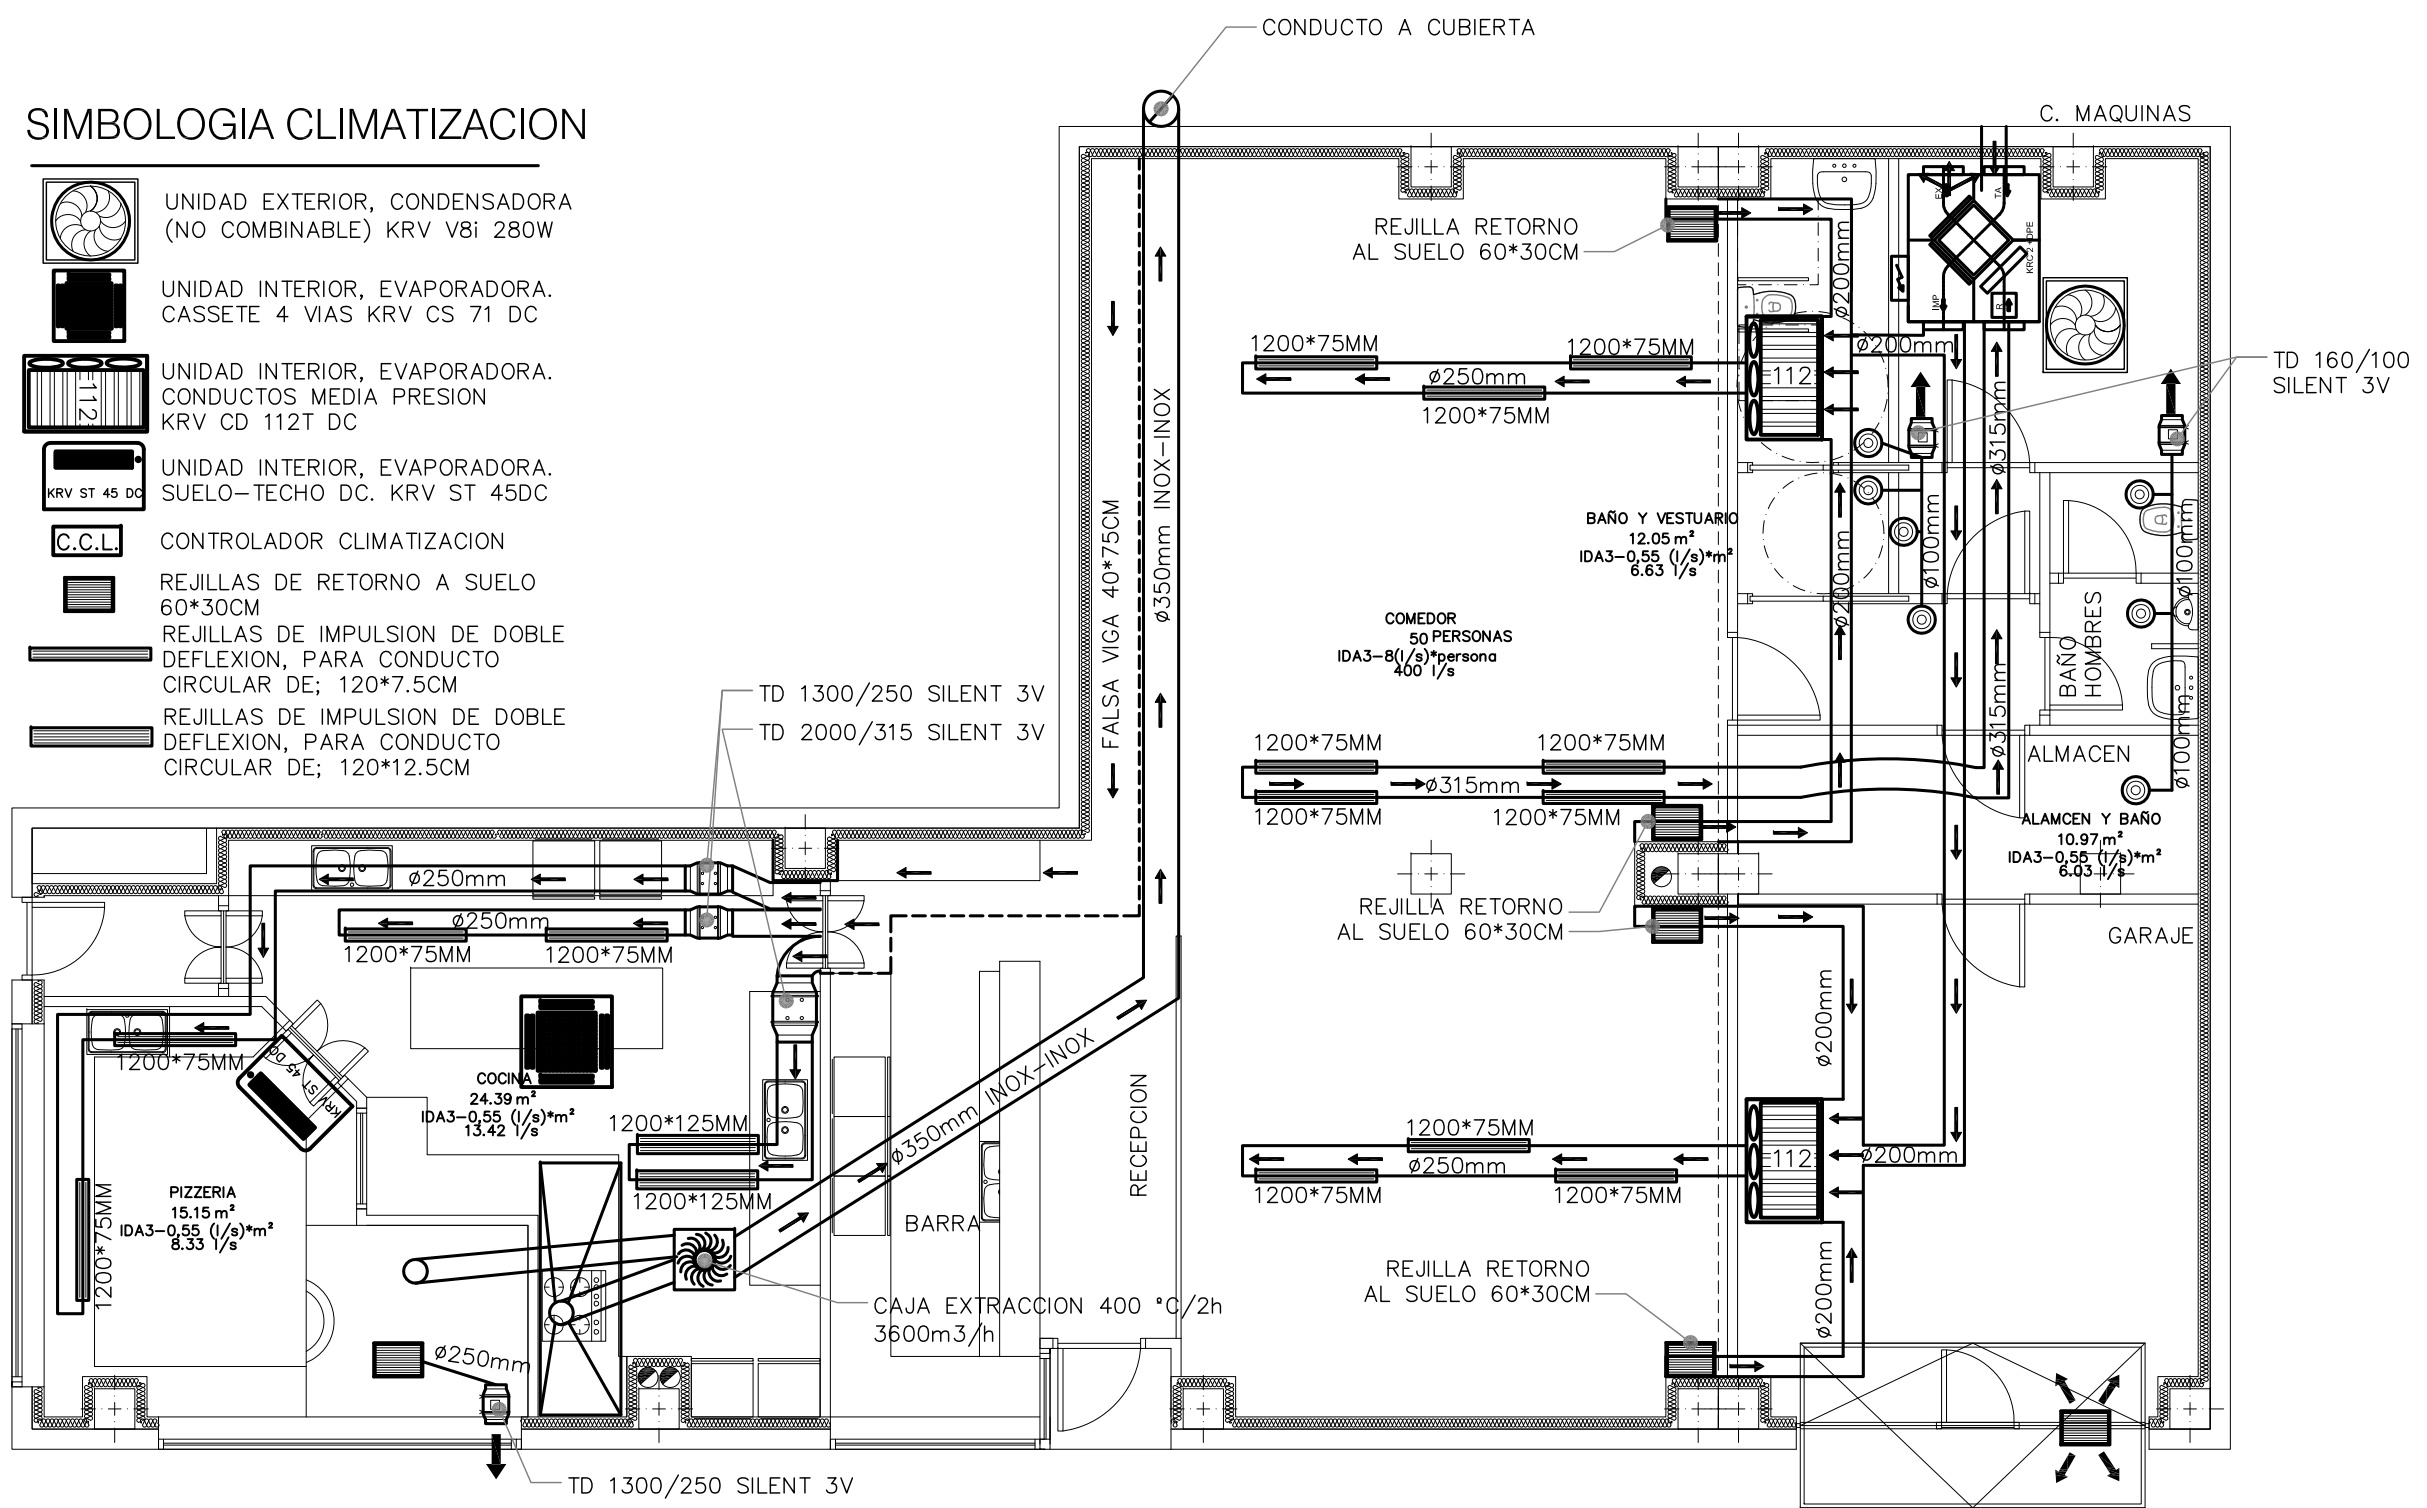 CONDUCTO A CUBIERTA
SIMBOLOGIA CLIMATIZACION
UNIDAD EXTERIOR, CONDENSADORA
(NO COMBINABLE) KRV V8i 280W
UNIDAD INTERIOR, EVAPORADORA.
CASSETE 4 VIAS KRV CS 71 DC
112
UNIDAD INTERIOR, EVAPORADORA.
CONDUCTOS MEDIA PRESION
KRV CD 112T DC
KRV ST 45 DC
UNIDAD INTERIOR, EVAPORADORA.
SUELO-TECHO DC. KRV ST 45DC
C.C.L.
CONTROLADOR CLIMATIZACION
REJILLAS DE RETORNO A SUELO
60*30CM
REJILLAS DE IMPULSION DE DOBLE
DEFLEXION, PARA CONDUCTO
CIRCULAR DE; 120*7.5CM
REJILLAS DE IMPULSION DE DOBLE
DEFLEXION, PARA CONDUCTO
CIRCULAR DE; 120*12.5CM
C. MAQUINAS
EX
TA
IMP
R
REJILLA RETORNO
AL SUELO 60*30CM
ø200mm
1200*75MM
1200*75MM
ø250mm
1200*75MM
112
ø200mm
TD 160/100
SILENT 3V
ø315mm
FALSA VIGA 40*75CM
ø350mm INOX-INOX
BAÑO Y VESTUARIO
12.05 m²
IDA3-0,55 (l/s)*m²
6.63 l/s
ø200mm
ø100mm
ø100mm
COMEDOR
50 PERSONAS
IDA3-8(l/s)*persona
400 l/s
BAÑO
HOMBRES
TD 1300/250 SILENT 3V
TD 2000/315 SILENT 3V
1200*75MM
1200*75MM
ø315mm
1200*75MM
1200*75MM
ø315mm
ALMACEN
ø100mm
ALAMCEN Y BAÑO
10.97 m²
IDA3-0,55 (l/s)*m²
6.03 l/s
ø250mm
ø250mm
1200*75MM
1200*75MM
REJILLA RETORNO
AL SUELO 60*30CM
GARAJE
ø200mm
1200*75MM
KRV ST 45 DC
COCINA
24.39 m²
IDA3-0,55 (l/s)*m²
13.42 l/s
1200*125MM
1200*125MM
ø350mm INOX-INOX
RECEPCION
1200*75MM
ø250mm
1200*75MM
1200*75MM
112
ø200mm
PIZZERIA
15.15 m²
IDA3-0,55 (l/s)*m²
8.33 l/s
1200*75MM
BARRA
REJILLA RETORNO
AL SUELO 60*30CM
ø200mm
CAJA EXTRACCION 400 ºC/2h
3600m3/h
ø250mm
TD 1300/250 SILENT 3V